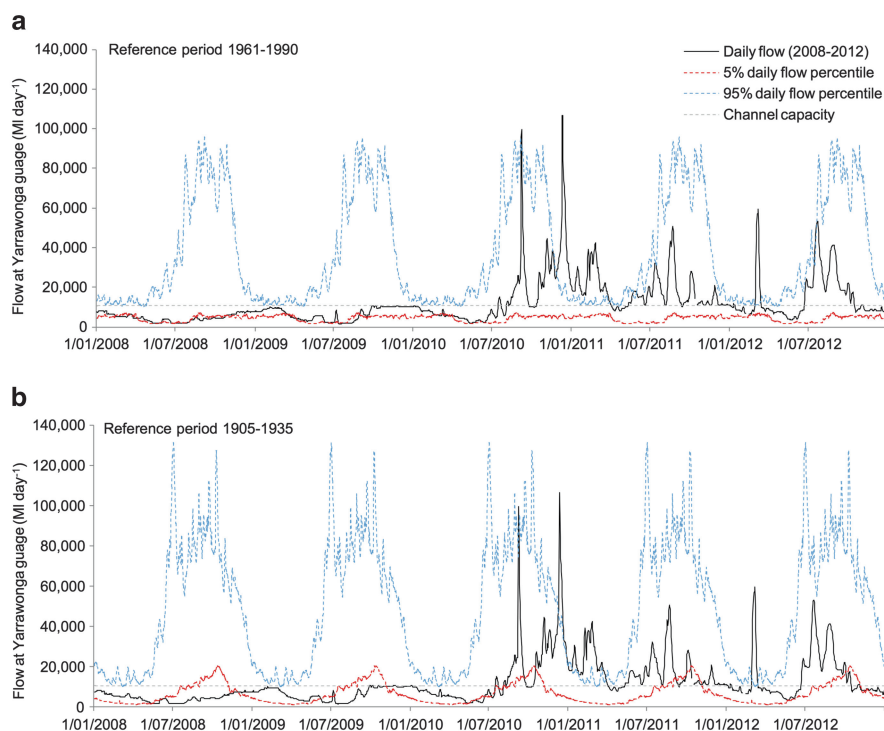 a
Reference period 1961-1990
Daily flow (2008-2012)
5% daily flow percentile
95% daily flow percentile
Channel capacity
Flow at Yarrawonga guage (Ml day-1)
140,000
120,000
100,000
80,000
60,000
40,000
20,000
0
1/01/2008 1/07/2008 1/01/2009 1/07/2009 1/01/2010 1/07/2010 1/01/2011 1/07/2011 1/01/2012 1/07/2012
b
Reference period 1905-1935
Flow at Yarrawonga guage (Ml day-1)
140,000
120,000
100,000
80,000
60,000
40,000
20,000
0
1/01/2008 1/07/2008 1/01/2009 1/07/2009 1/01/2010 1/07/2010 1/01/2011 1/07/2011 1/01/2012 1/07/2012